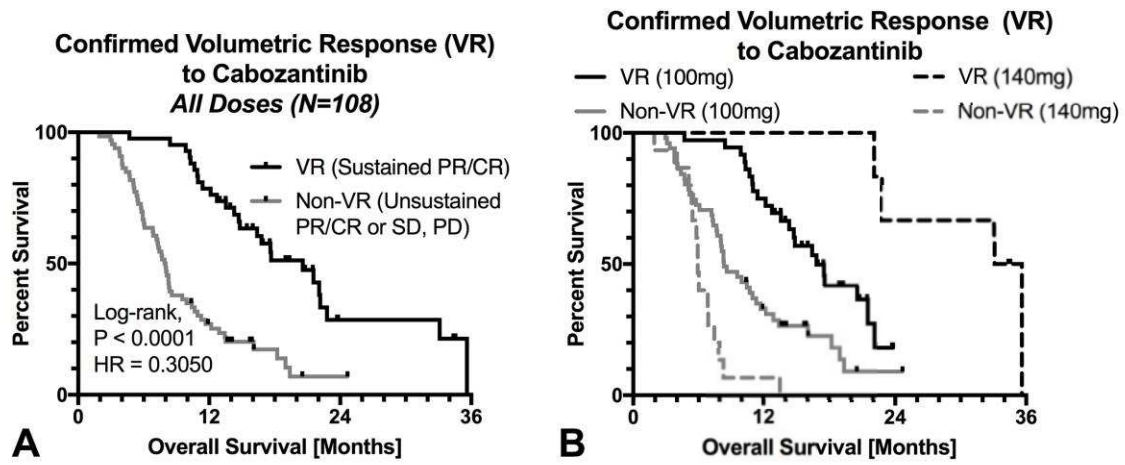 Confirmed Volumetric Response (VR)
to Cabozantinib
All Doses (N=108)
100
50
0
Percent Survival
VR (Sustained PR/CR)
Non-VR (Unsustained
PR/CR or SD, PD)
Log-rank,
P < 0.0001
HR = 0.3050
0 12 24 36
Overall Survival [Months]
A
Confirmed Volumetric Response (VR)
to Cabozantinib
VR (100mg)
VR (140mg)
Non-VR (100mg)
Non-VR (140mg)
100
50
0
Percent Survival
0 12 24 36
Overall Survival [Months]
B